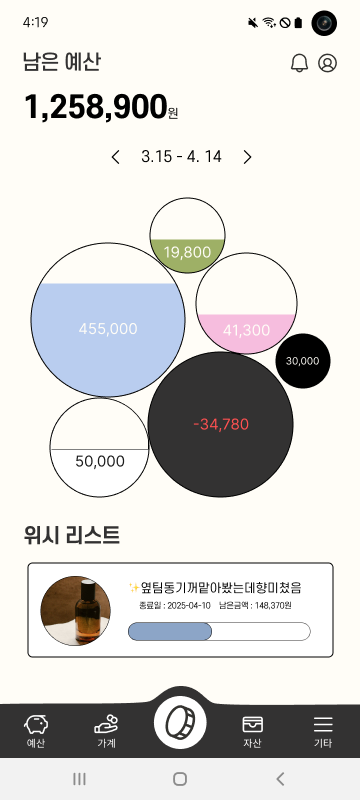 4:19
남은 예산
1,258,900원
3.15 - 4. 14
19,800
455,000
41,300
30,000
-34,780
50,000
위시 리스트
✨옆팀동기꺼맡아봤는데향미쳤음
종료일 : 2025-04-10 남은금액 : 148,370원
예산 가계 자산 기타